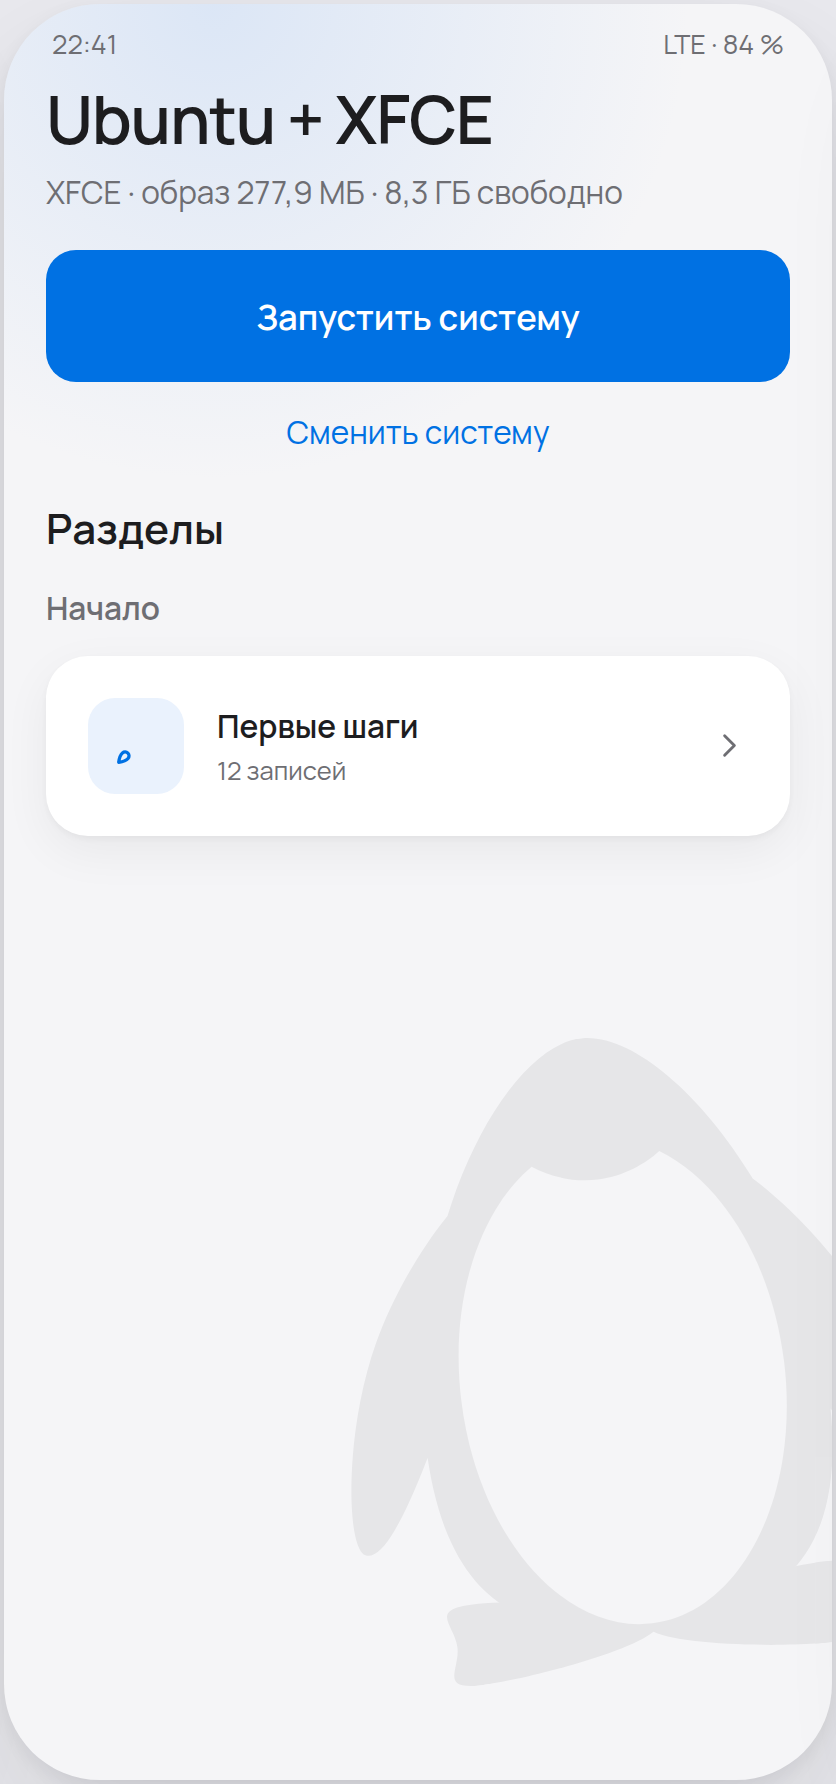 22:41
LTE · 84 %
Ubuntu + XFCE
XFCE · образ 277,9 МБ · 8,3 ГБ свободно
Запустить систему
Сменить систему
Разделы
Начало
Первые шаги
12 записей